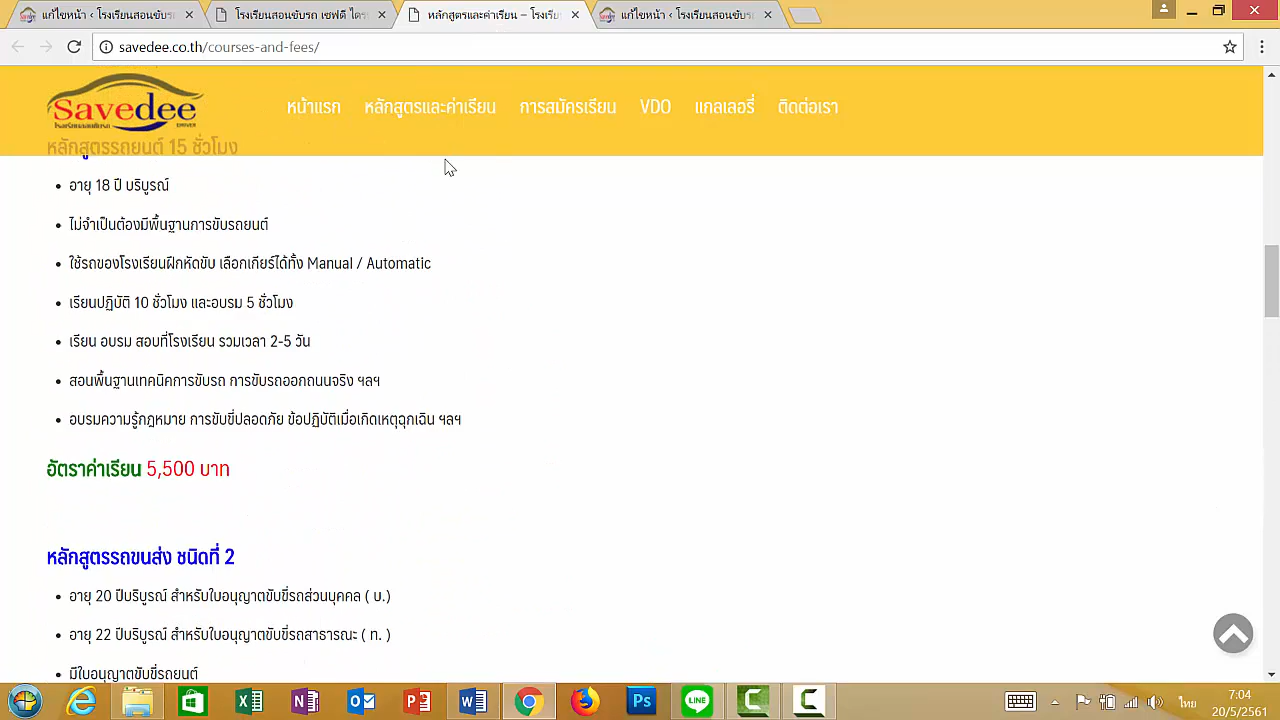 แก้ไขหน้า ‹ โรงเรียนสอนขับร
โรงเรียนสอนขับรถ เซฟดี ไดร
หลักสูตรและค่าเรียน – โรงเรีย
แก้ไขหน้า ‹ โรงเรียนสอนขับร
savedee.co.th/courses-and-fees/
Savedee
โรงเรียนสอนขับรถ
DRIVER
หน้าแรก
หลักสูตรและค่าเรียน
การสมัครเรียน
VDO
แกลเลอรี่
ติดต่อเรา
หลักสูตรรถยนต์ 15 ชั่วโมง
อายุ 18 ปี บริบูรณ์
ไม่จำเป็นต้องมีพื้นฐานการขับรถยนต์
ใช้รถของโรงเรียนฝึกหัดขับ เลือกเกียร์ได้ทั้ง Manual / Automatic
เรียนปฏิบัติ 10 ชั่วโมง และอบรม 5 ชั่วโมง
เรียน อบรม สอบที่โรงเรียน รวมเวลา 2-5 วัน
สอนพื้นฐานเทคนิคการขับรถ การขับรถออกถนนจริง ฯลฯ
อบรมความรู้กฎหมาย การขับขี่ปลอดภัย ข้อปฏิบัติเมื่อเกิดเหตุฉุกเฉิน ฯลฯ
อัตราค่าเรียน 5,500 บาท
หลักสูตรรถขนส่ง ชนิดที่ 2
อายุ 20 ปีบริบูรณ์ สำหรับใบอนุญาตขับขี่รถส่วนบุคคล ( บ.)
อายุ 22 ปีบริบูรณ์ สำหรับใบอนุญาตขับขี่รถสาธารณะ ( ท. )
มีใบอนุญาตขับขี่รถยนต์
Ps
LINE
ไทย
7:04
20/5/2561